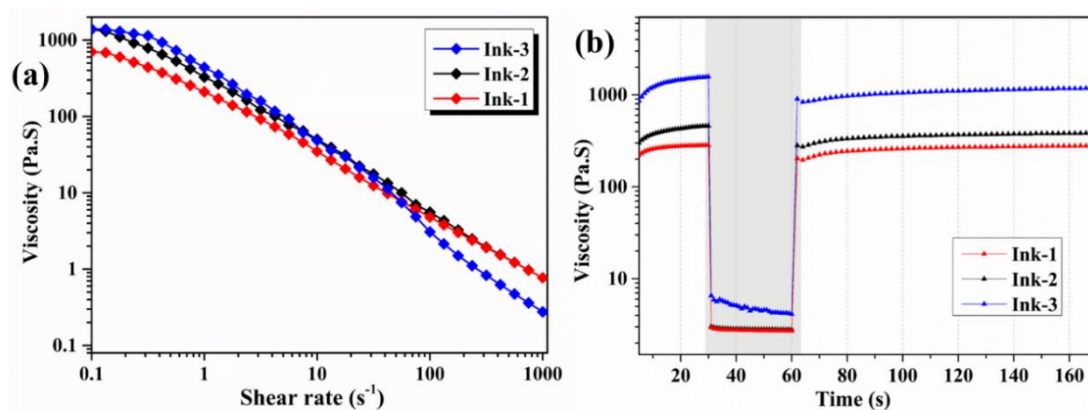 (a)
Viscosity (Pa.S)
1000
100
10
1
0.1
0.1 1 10 100 1000
Shear rate (s⁻¹)
Ink-3
Ink-2
Ink-1
(b)
Viscosity (Pa.S)
1000
100
10
20 40 60 80 100 120 140 160
Time (s)
Ink-1
Ink-2
Ink-3